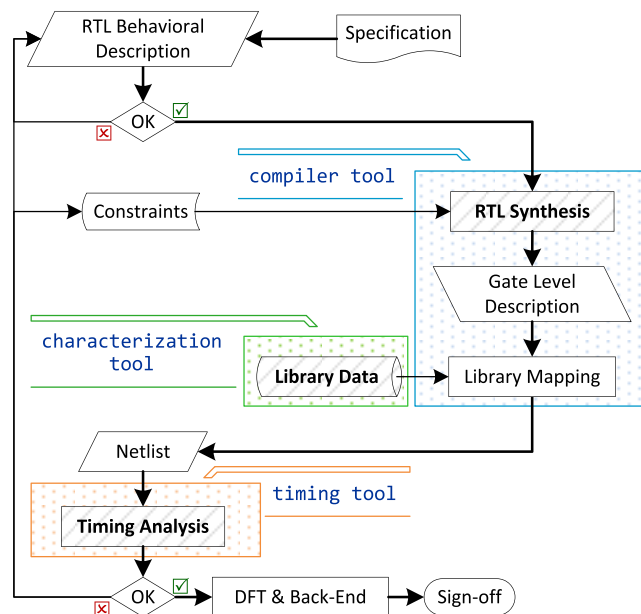 RTL Behavioral
Description
Specification
OK
compiler tool
Constraints
RTL Synthesis
Gate Level
Description
characterization
tool
Library Data
Library Mapping
Netlist
timing tool
Timing Analysis
OK
DFT & Back-End
Sign-off